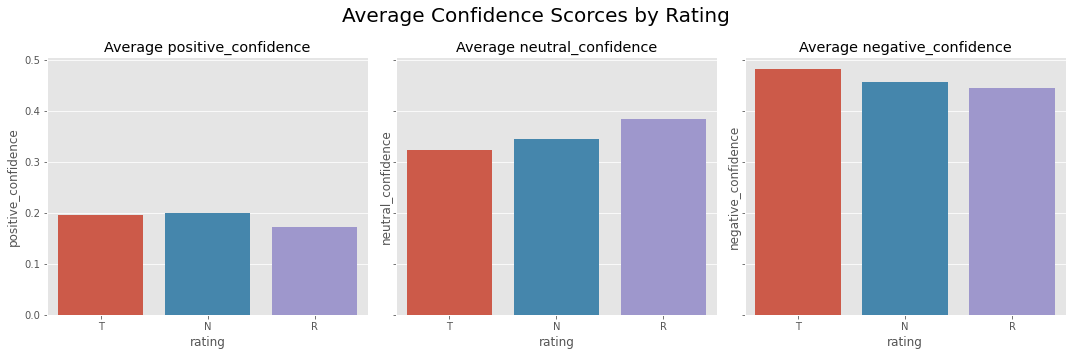 Average Confidence Scorces by Rating
Average positive_confidence
Average neutral_confidence
Average negative_confidence
0.5
0.4
0.3
0.2
0.1
0.0
positive_confidence
neutral_confidence
negative_confidence
T N R
T N R
T N R
rating
rating
rating